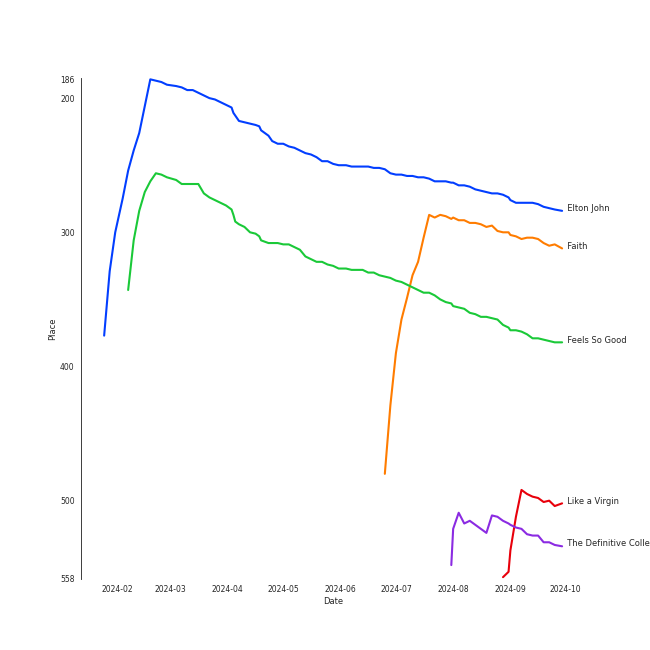 186
200
300
400
500
558
Place
Elton John
Faith
Feels So Good
Like a Virgin
The Definitive Colle
2024-02 2024-03 2024-04 2024-05 2024-06 2024-07 2024-08 2024-09 2024-10
Date